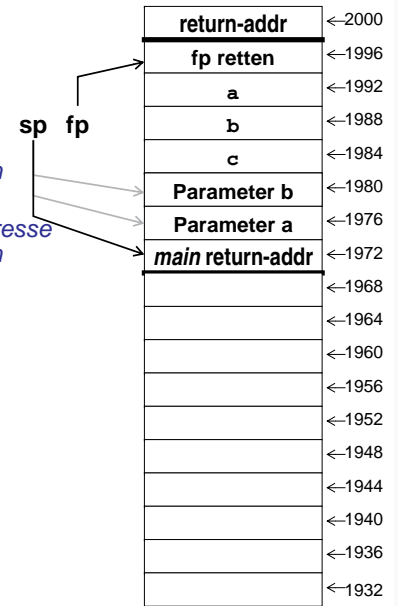 return-addr ←2000
fp retten ←1996
a ←1992
b ←1988
sp fp
c ←1984
Parameter b ←1980
Parameter a ←1976
main return-addr ←1972
←1968
←1964
←1960
←1956
←1952
←1948
←1944
←1940
←1936
←1932